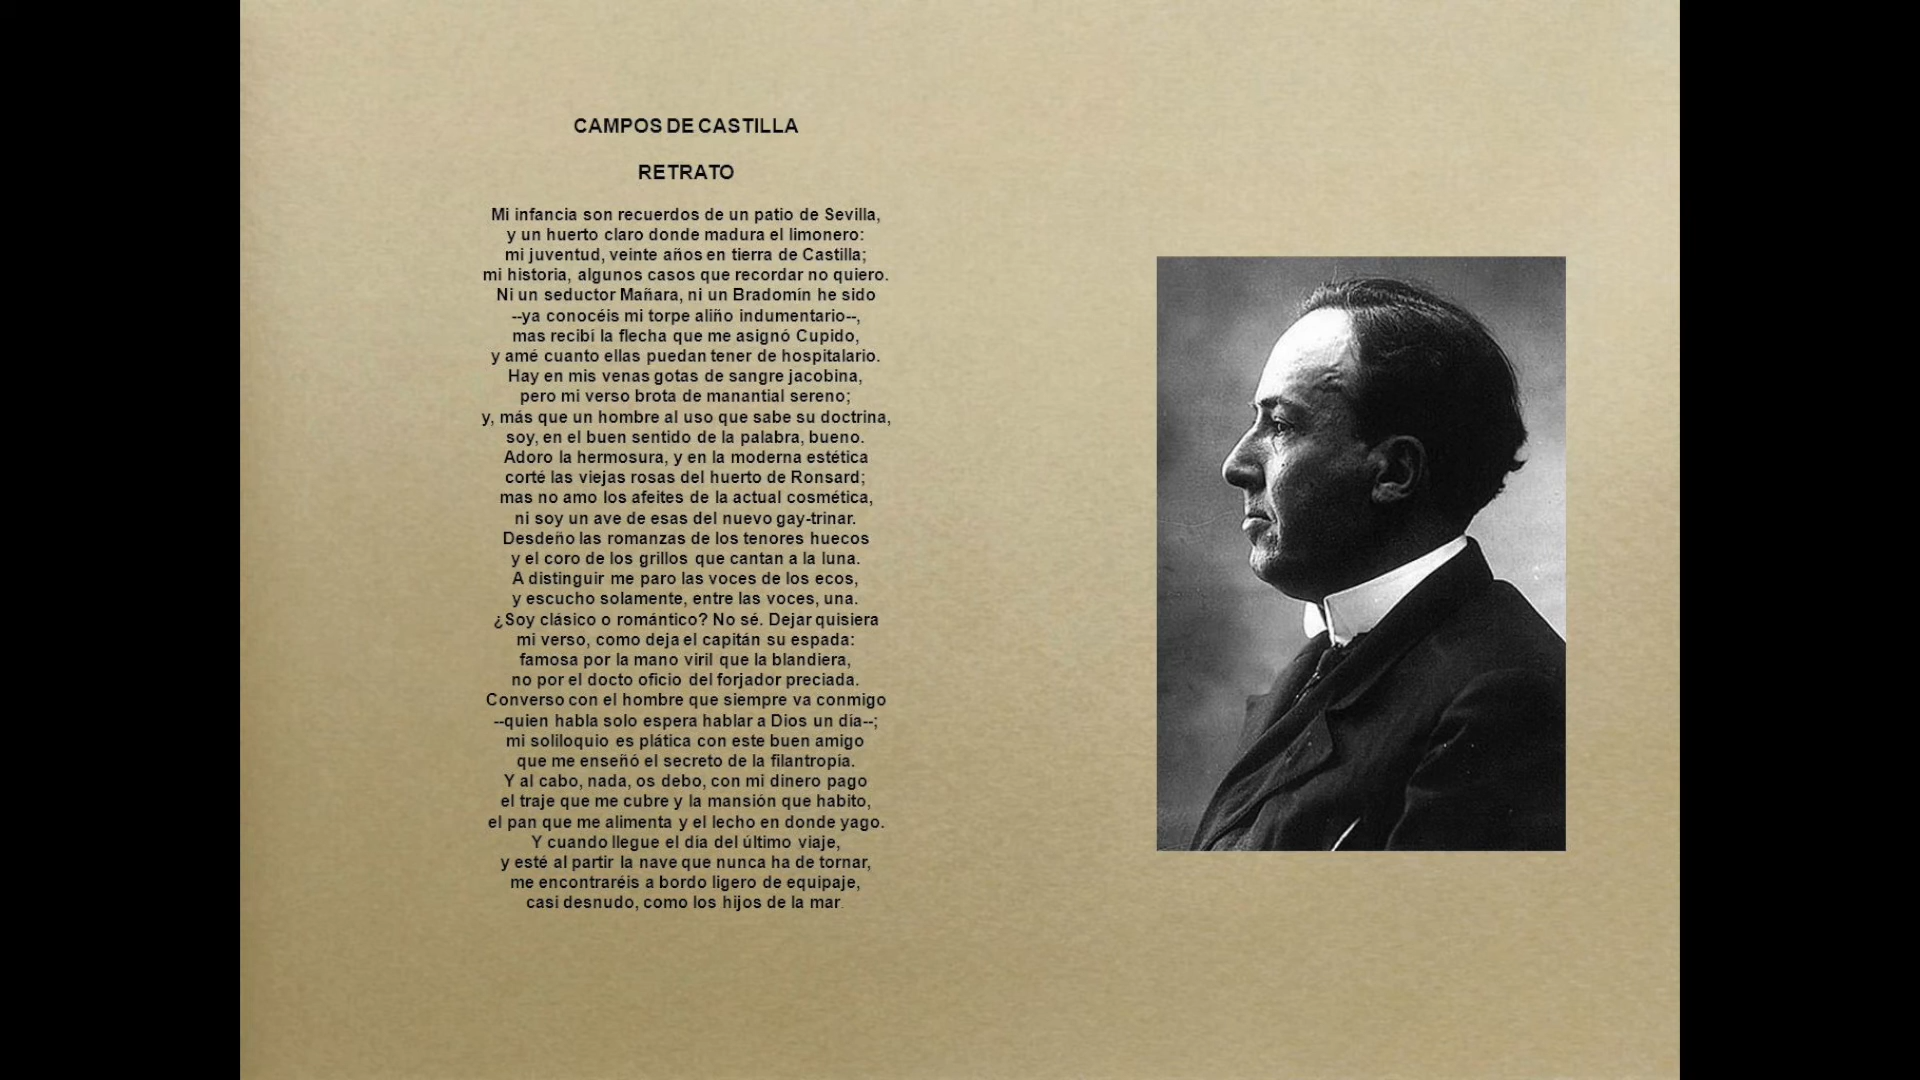 CAMPOS DE CASTILLA
RETRATO
Mi infancia son recuerdos de un patio de Sevilla,
y un huerto claro donde madura el limonero:
mi juventud, veinte años en tierra de Castilla;
mi historia, algunos casos que recordar no quiero.
Ni un seductor Mañara, ni un Bradomín he sido
--ya conocéis mi torpe aliño indumentario--,
mas recibí la flecha que me asignó Cupido,
y amé cuanto ellas puedan tener de hospitalario.
Hay en mis venas gotas de sangre jacobina,
pero mi verso brota de manantial sereno;
y, más que un hombre al uso que sabe su doctrina,
soy, en el buen sentido de la palabra, bueno.
Adoro la hermosura, y en la moderna estética
corté las viejas rosas del huerto de Ronsard;
mas no amo los afeites de la actual cosmética,
ni soy un ave de esas del nuevo gay-trinar.
Desdeño las romanzas de los tenores huecos
y el coro de los grillos que cantan a la luna.
A distinguir me paro las voces de los ecos,
y escucho solamente, entre las voces, una.
¿Soy clásico o romántico? No sé. Dejar quisiera
mi verso, como deja el capitán su espada:
famosa por la mano viril que la blandiera,
no por el docto oficio del forjador preciada.
Converso con el hombre que siempre va conmigo
--quien habla solo espera hablar a Dios un día--;
mi soliloquio es plática con este buen amigo
que me enseñó el secreto de la filantropía.
Y al cabo, nada, os debo, con mi dinero pago
el traje que me cubre y la mansión que habito,
el pan que me alimenta y el lecho en donde yago.
Y cuando llegue el día del último viaje,
y esté al partir la nave que nunca ha de tornar,
me encontraréis a bordo ligero de equipaje,
casi desnudo, como los hijos de la mar.